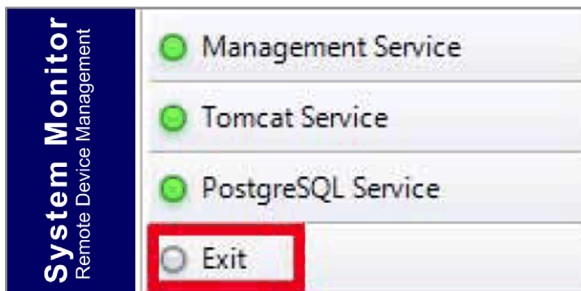 System Monitor
Remote Device Management
Management Service
Tomcat Service
PostgreSQL Service
Exit